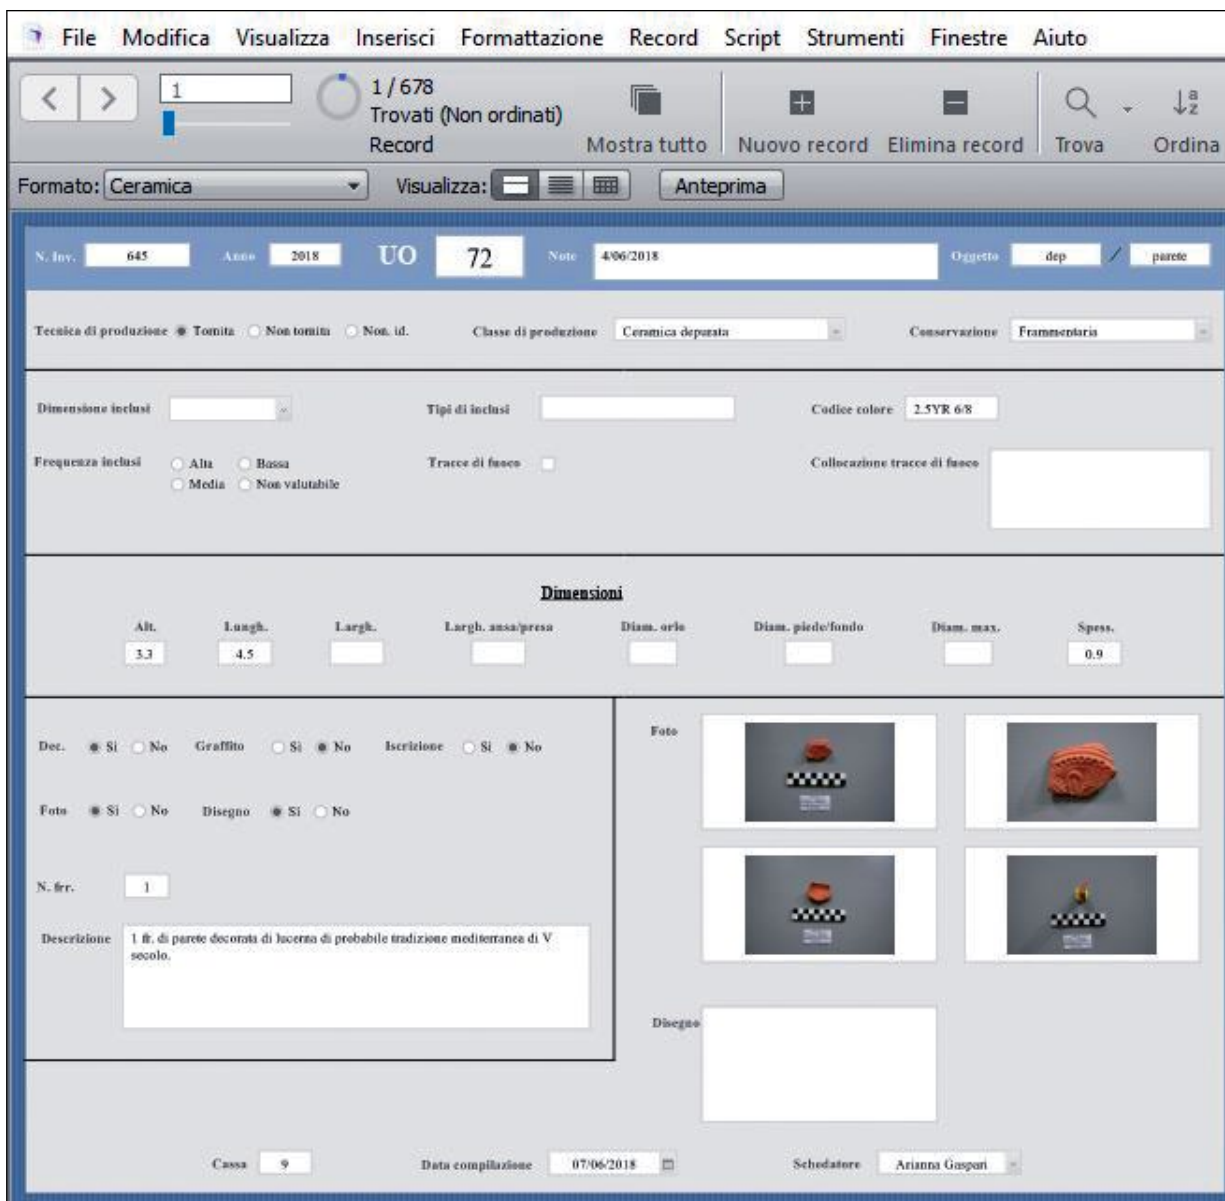 File Modifica Visualizza Inserisci Formattazione Record Script Strumenti Finestre Aiuto
1
1 / 678
Trovati (Non ordinati)
Record
Mostra tutto
Nuovo record
Elimina record
Trova
Ordina
Formato: Ceramica
Visualizza:
Anteprima
N. Inv. 645 Anno 2018 UO 72 Note 4/06/2018 Oggetto dep / parete
Tecnica di produzione Tornita Non tornita Non. id. Classe di produzione Ceramica depurata Conservazione Frammentaria
Dimensione inclusi Tipi di inclusi Codice colore 2.5YR 6/8
Frequenza inclusi Alta Bassa Tracce di fuoco Collocazione tracce di fuoco
Media Non valutabile
Dimensioni
Alt. Lungh. Largh. Largh. ansa/presa Diam. orlo Diam. piede/fondo Diam. max. Spess.
3.3 4.5 0.9
Dec. Sì No Graffito Sì No Iscrizione Sì No
Foto Sì No Disegno Sì No
N. frr. 1
Descrizione 1 fr. di parete decorata di lucerna di probabile tradizione mediterranea di V
secolo.
Foto
Disegno
Cassa 9 Data compilazione 07/06/2018 Schedatore Arianna Gaspari